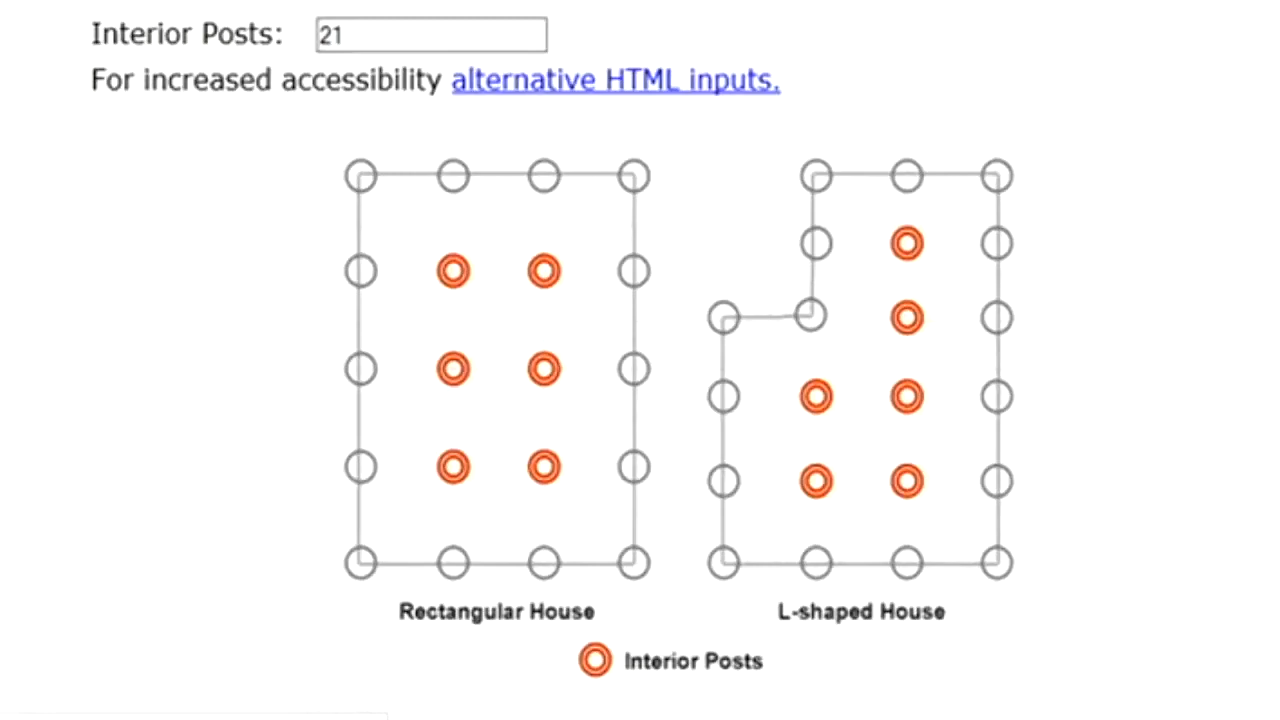 Interior Posts: 21
For increased accessibility alternative HTML inputs.
Rectangular House
L-shaped House
Interior Posts